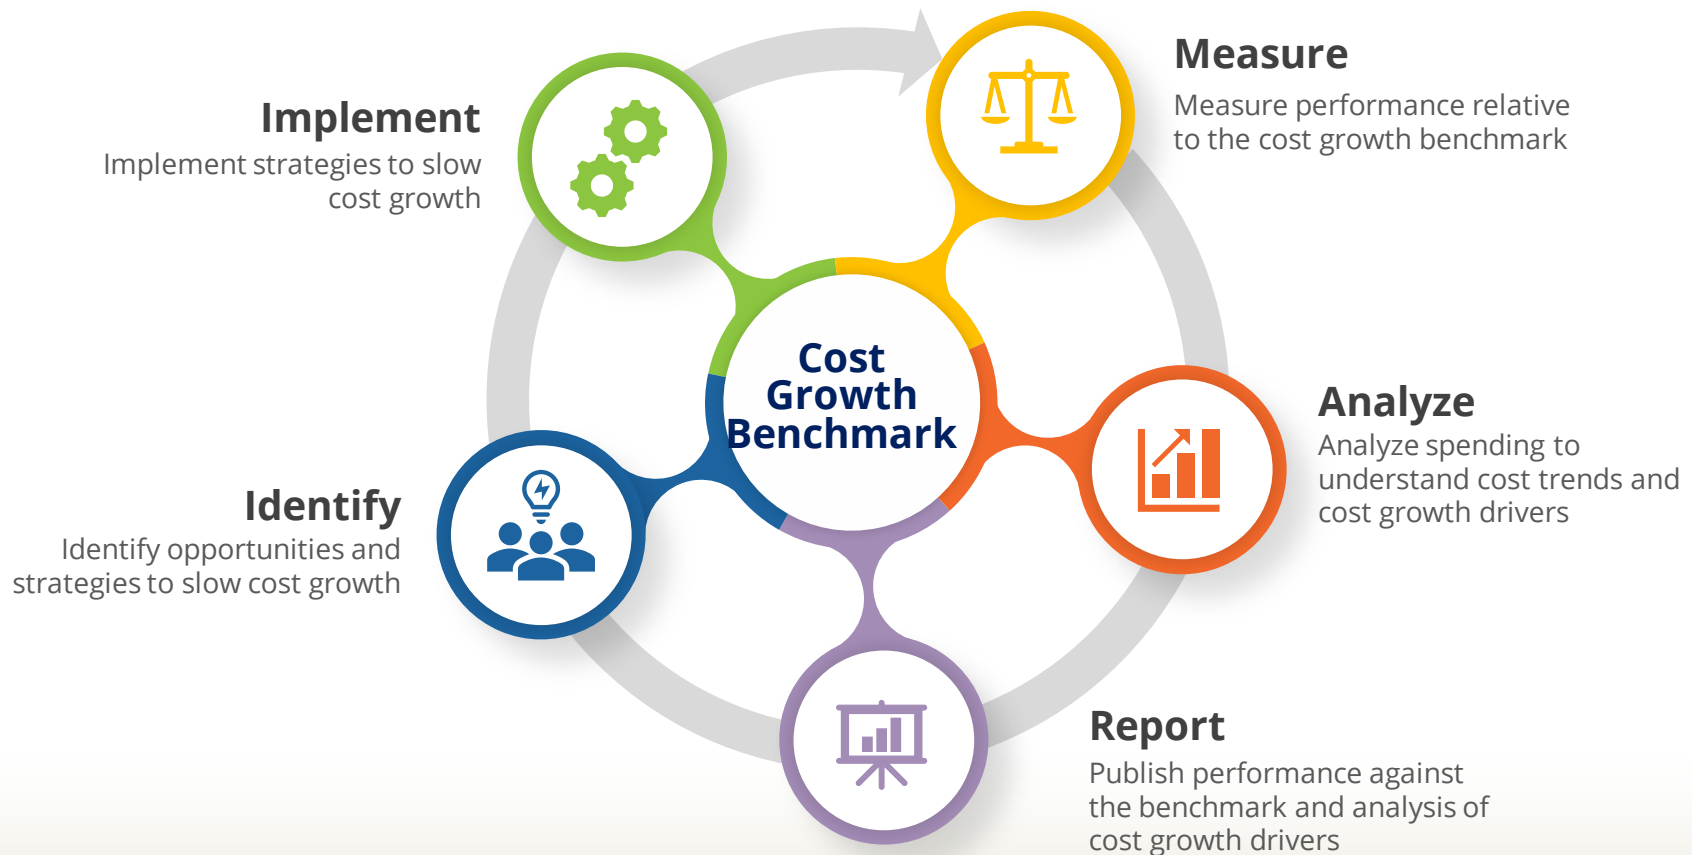 Measure
Measure performance relative
to the cost growth benchmark
Analyze
Analyze spending to
understand cost trends and
cost growth drivers
Report
Publish performance against
the benchmark and analysis of
cost growth drivers
Identify
Identify opportunities and
strategies to slow cost growth
Implement
Implement strategies to slow
cost growth
Cost
Growth
Benchmark